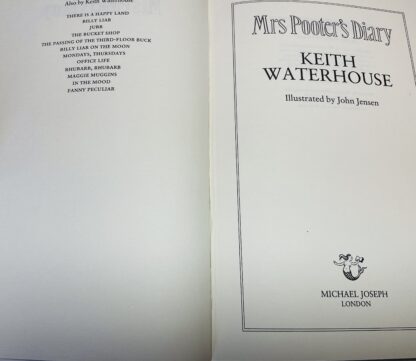 Also by Keith Waterhouse
THERE IS A HAPPY LAND
BILLY LIAR
JUBB
THE BUCKET SHOP
THE PASSING OF THE THIRD-FLOOR BUCK
BILLY LIAR ON THE MOON
MONDAYS, THURSDAYS
OFFICE LIFE
RHUBARB, RHUBARB
MAGGIE MUGGINS
IN THE MOOD
FANNY PECULIAR
Mrs Pooter's Diary
KEITH
WATERHOUSE
Illustrated by John Jensen
MICHAEL JOSEPH
LONDON